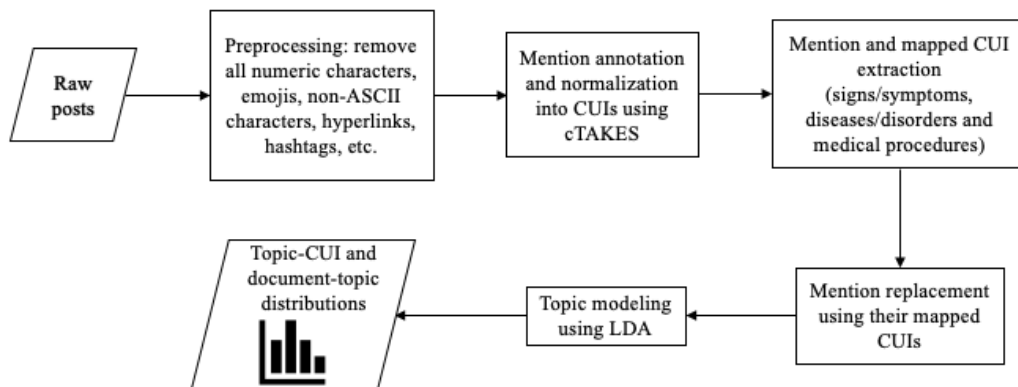 Raw
posts
Preprocessing: remove
all numeric characters,
emojis, non-ASCII
characters, hyperlinks,
hashtags, etc.
Mention annotation
and normalization
into CUIs using
cTAKES
Mention and mapped CUI
extraction
(signs/symptoms,
diseases/disorders and
medical procedures)
Mention replacement
using their mapped
CUIs
Topic modeling
using LDA
Topic-CUI and
document-topic
distributions